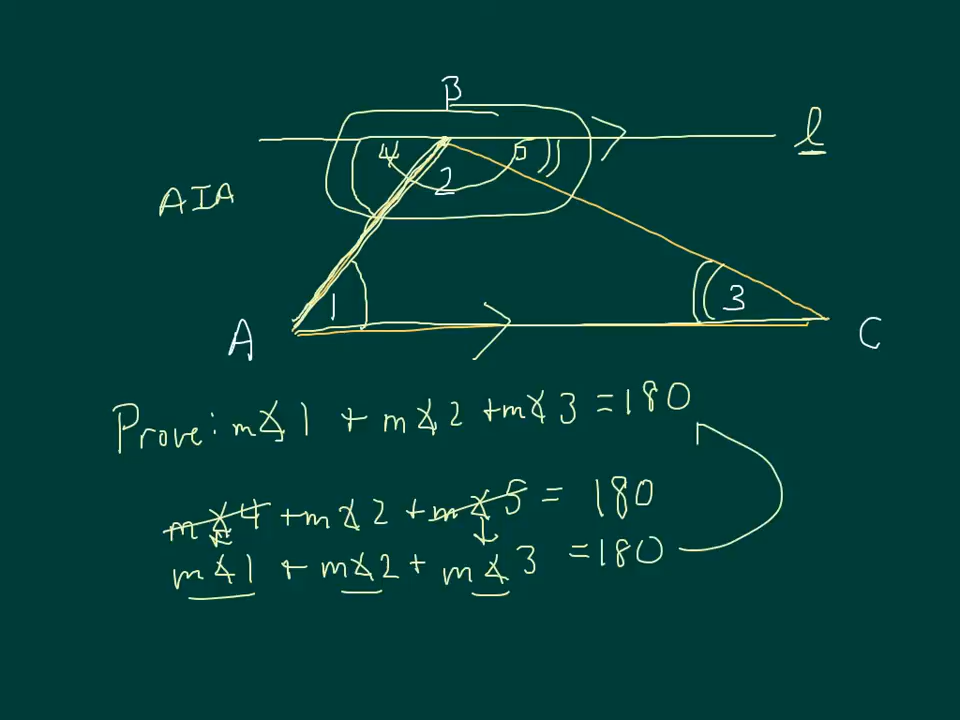 B
l
4 2 5
AIA
1 3
A C
Prove: m∡1 + m∡2 + m∡3 = 180
m∡4 + m∡2 + m∡5 = 180
m∡1 + m∡2 + m∡3 = 180